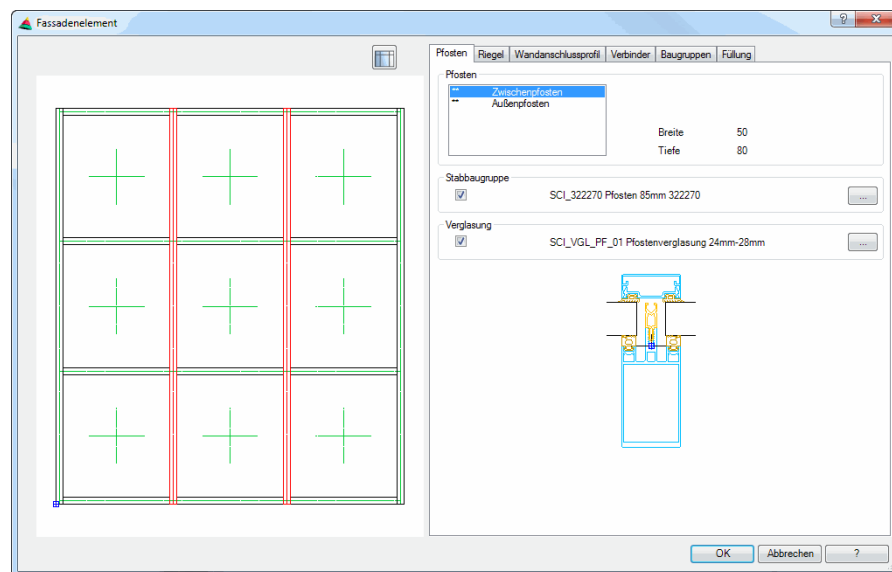 Fassadenelement
?
Pfosten Riegel Wandanschlussprofil Verbinder Baugruppen Füllung
Pfosten
** Zwischenpfosten
** Außenpfosten
Breite 50
Tiefe 80
Stabbaugruppe
SCI_322270 Pfosten 85mm 322270 ...
Verglasung
SCI_VGL_PF_01 Pfostenverglasung 24mm-28mm ...
OK Abbrechen ?